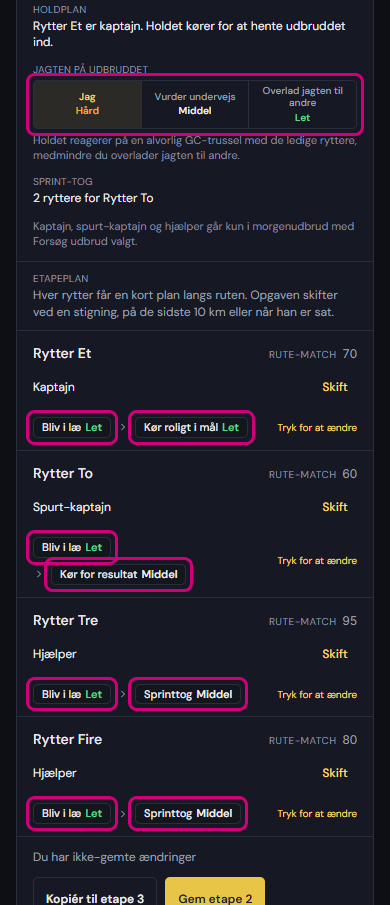 HOLDPLAN
Rytter Et er kaptajn. Holdet kører for at hente udbruddet
ind.
JAGTEN PÅ UDBRUDDET
Jag
Hård
Vurder undervejs
Middel
Overlad jagten til
andre
Let
Holdet reagerer på en alvorlig GC-trussel med de ledige ryttere,
medmindre du overlader jagten til andre.
SPRINT-TOG
2 ryttere for Rytter To
Kaptajn, spurt-kaptajn og hjælper går kun i morgenudbrud med
Forsøg udbrud valgt.
ETAPEPLAN
Hver rytter får en kort plan langs ruten. Opgaven skifter
ved en stigning, på de sidste 10 km eller når han er sat.
Rytter Et RUTE-MATCH 70
Kaptajn Skift
Bliv i læ Let > Kør roligt i mål Let Tryk for at ændre
Rytter To RUTE-MATCH 60
Spurt-kaptajn Skift
Bliv i læ Let
> Kør for resultat Middel Tryk for at ændre
Rytter Tre RUTE-MATCH 95
Hjælper Skift
Bliv i læ Let > Sprinttog Middel Tryk for at ændre
Rytter Fire RUTE-MATCH 80
Hjælper Skift
Bliv i læ Let > Sprinttog Middel Tryk for at ændre
Du har ikke-gemte ændringer
Kopiér til etape 3 Gem etape 2